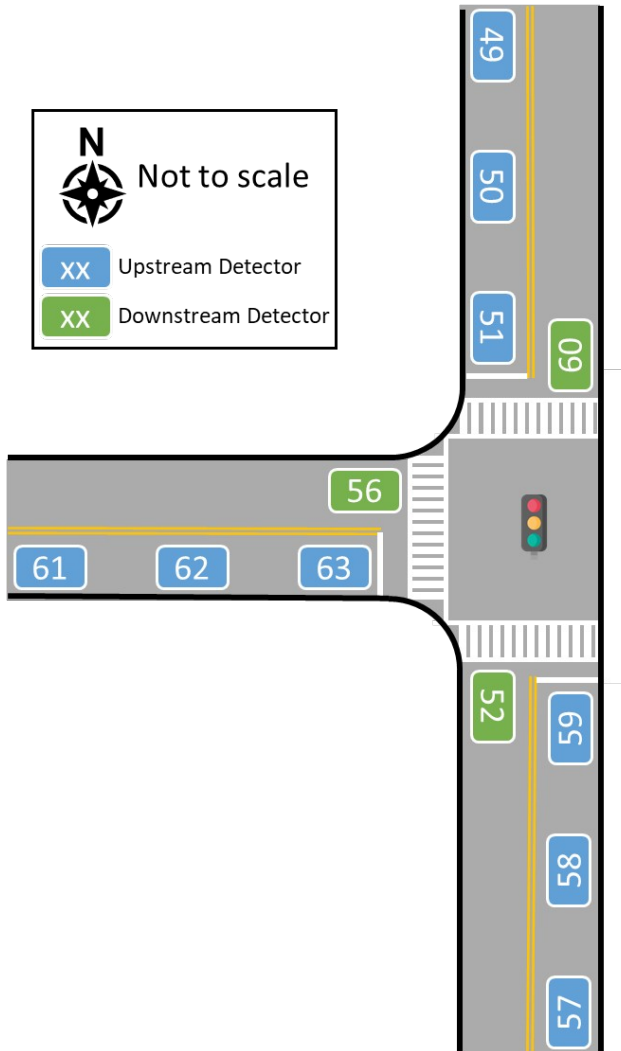 49
N
Not to scale
50
xx Upstream Detector
xx Downstream Detector
51
60
56
61 62 63
52
59
58
57